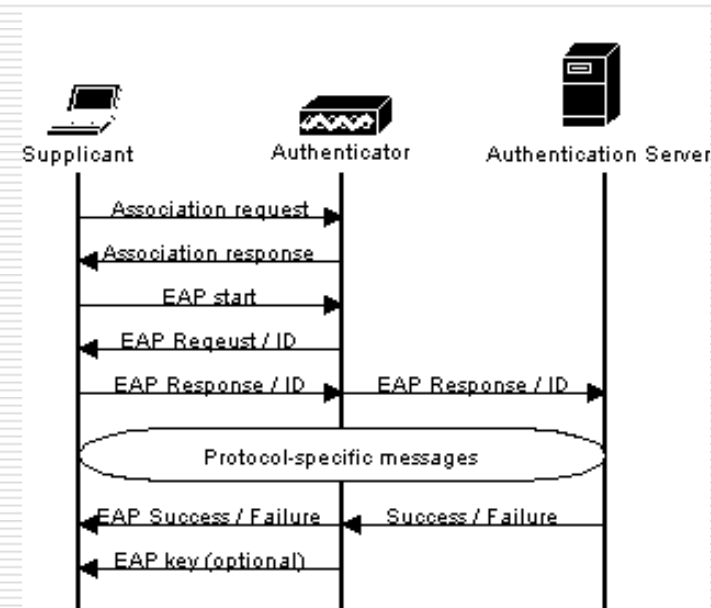 Supplicant
Authenticator
Authentication Server
Association request
Association response
EAP start
EAP Reqeust / ID
EAP Response / ID
EAP Response / ID
Protocol-specific messages
EAP Success / Failure
Success / Failure
EAP key (optional)